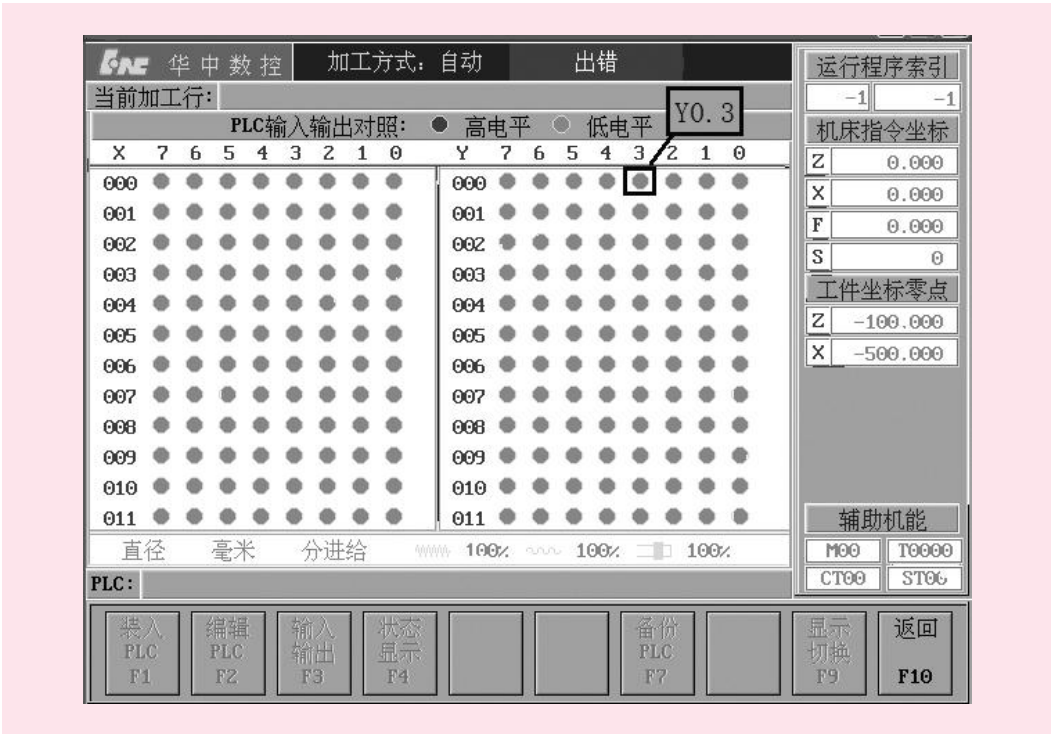 HNC 华中数控 加工方式：自动 出错 运行程序索引
当前加工行： -1 -1
PLC输入输出对照： 高电平 低电平 Y0.3 机床指令坐标
X 7 6 5 4 3 2 1 0 Y 7 6 5 4 3 2 1 0 Z 0.000
000 000 X 0.000
001 001 F 0.000
002 002 S 0
003 003 工件坐标零点
004 004 Z -100.000
005 005 X -500.000
006 006
007 007
008 008
009 009
010 010
011 011 辅助机能
直径 毫米 分进给 100% 100% 100% M00 T0000
PLC: CT00 ST06
装入 编辑 输入 状态 备份 显示 返回
PLC PLC 输出 显示 PLC 切换
F1 F2 F3 F4 F7 F9 F10